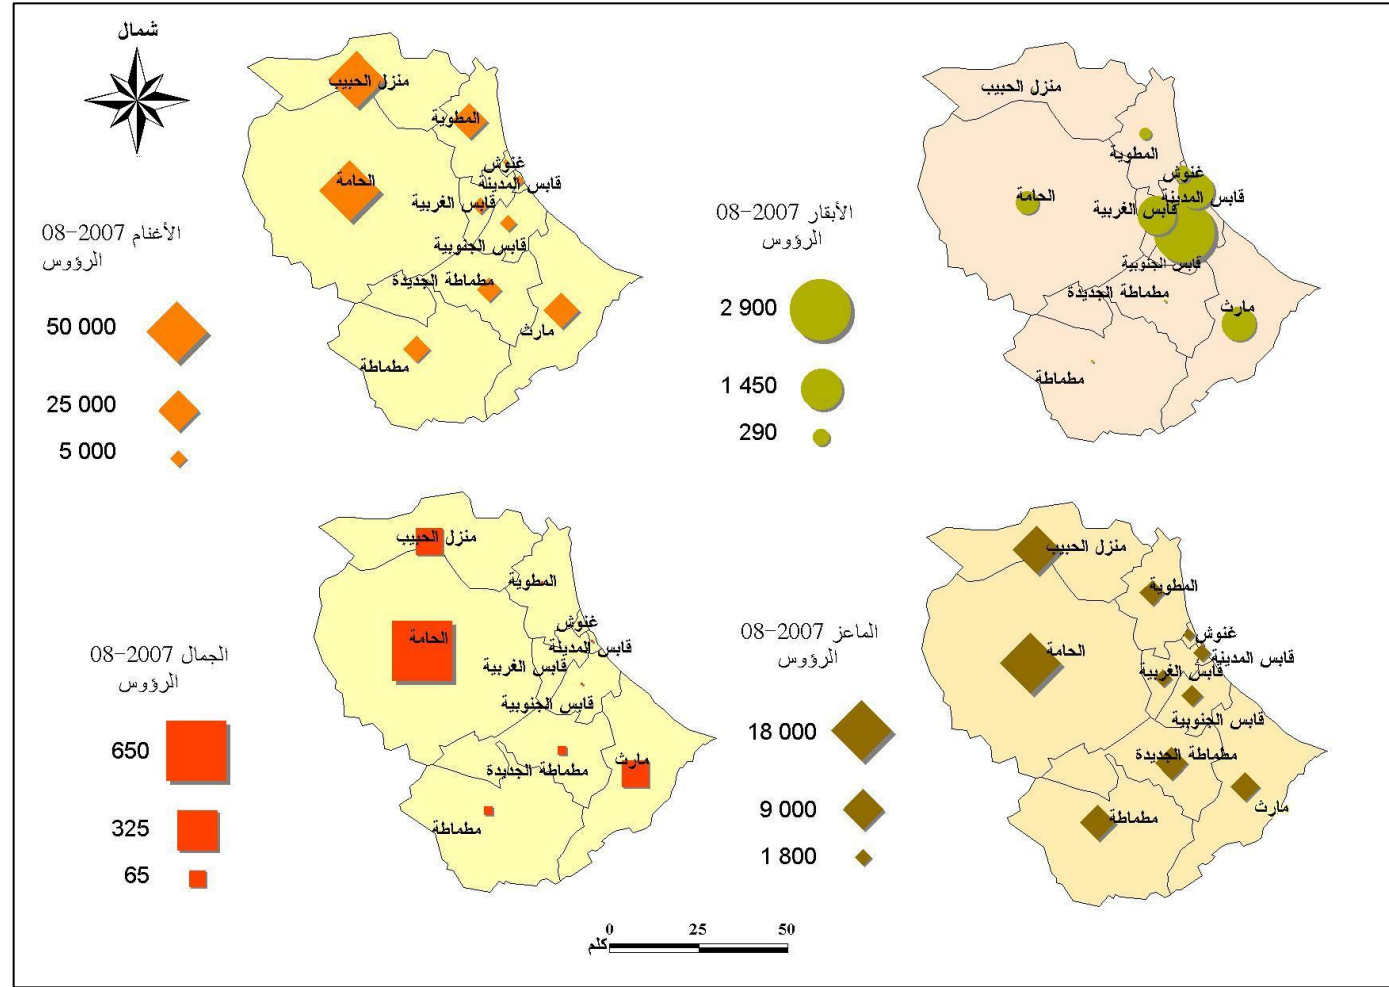 شمال
منزل الحبيب
المطوية
غنوش
قابس المدينة
الحامة
قابس الغربية
قابس الجنوبية
مطماطة الجديدة
مارث
مطماطة
الأغنام 2007-08
الرؤوس
50 000
25 000
5 000
منزل الحبيب
المطوية
غنوش
قابس المدينة
الحامة
قابس الغربية
قابس الجنوبية
مطماطة الجديدة
مارث
مطماطة
الأبقار 2007-08
الرؤوس
2 900
1 450
290
منزل الحبيب
المطوية
غنوش
الحامة
قابس المدينة
قابس الغربية
قابس الجنوبية
مارث
مطماطة الجديدة
مطماطة
الجمال 2007-08
الرؤوس
650
325
65
منزل الحبيب
المطوية
غنوش
الحامة
قابس المدينة
قابس الغربية
قابس الجنوبية
مطماطة الجديدة
مارث
مطماطة
الماعز 2007-08
الرؤوس
18 000
9 000
1 800
0 25 50
كلم